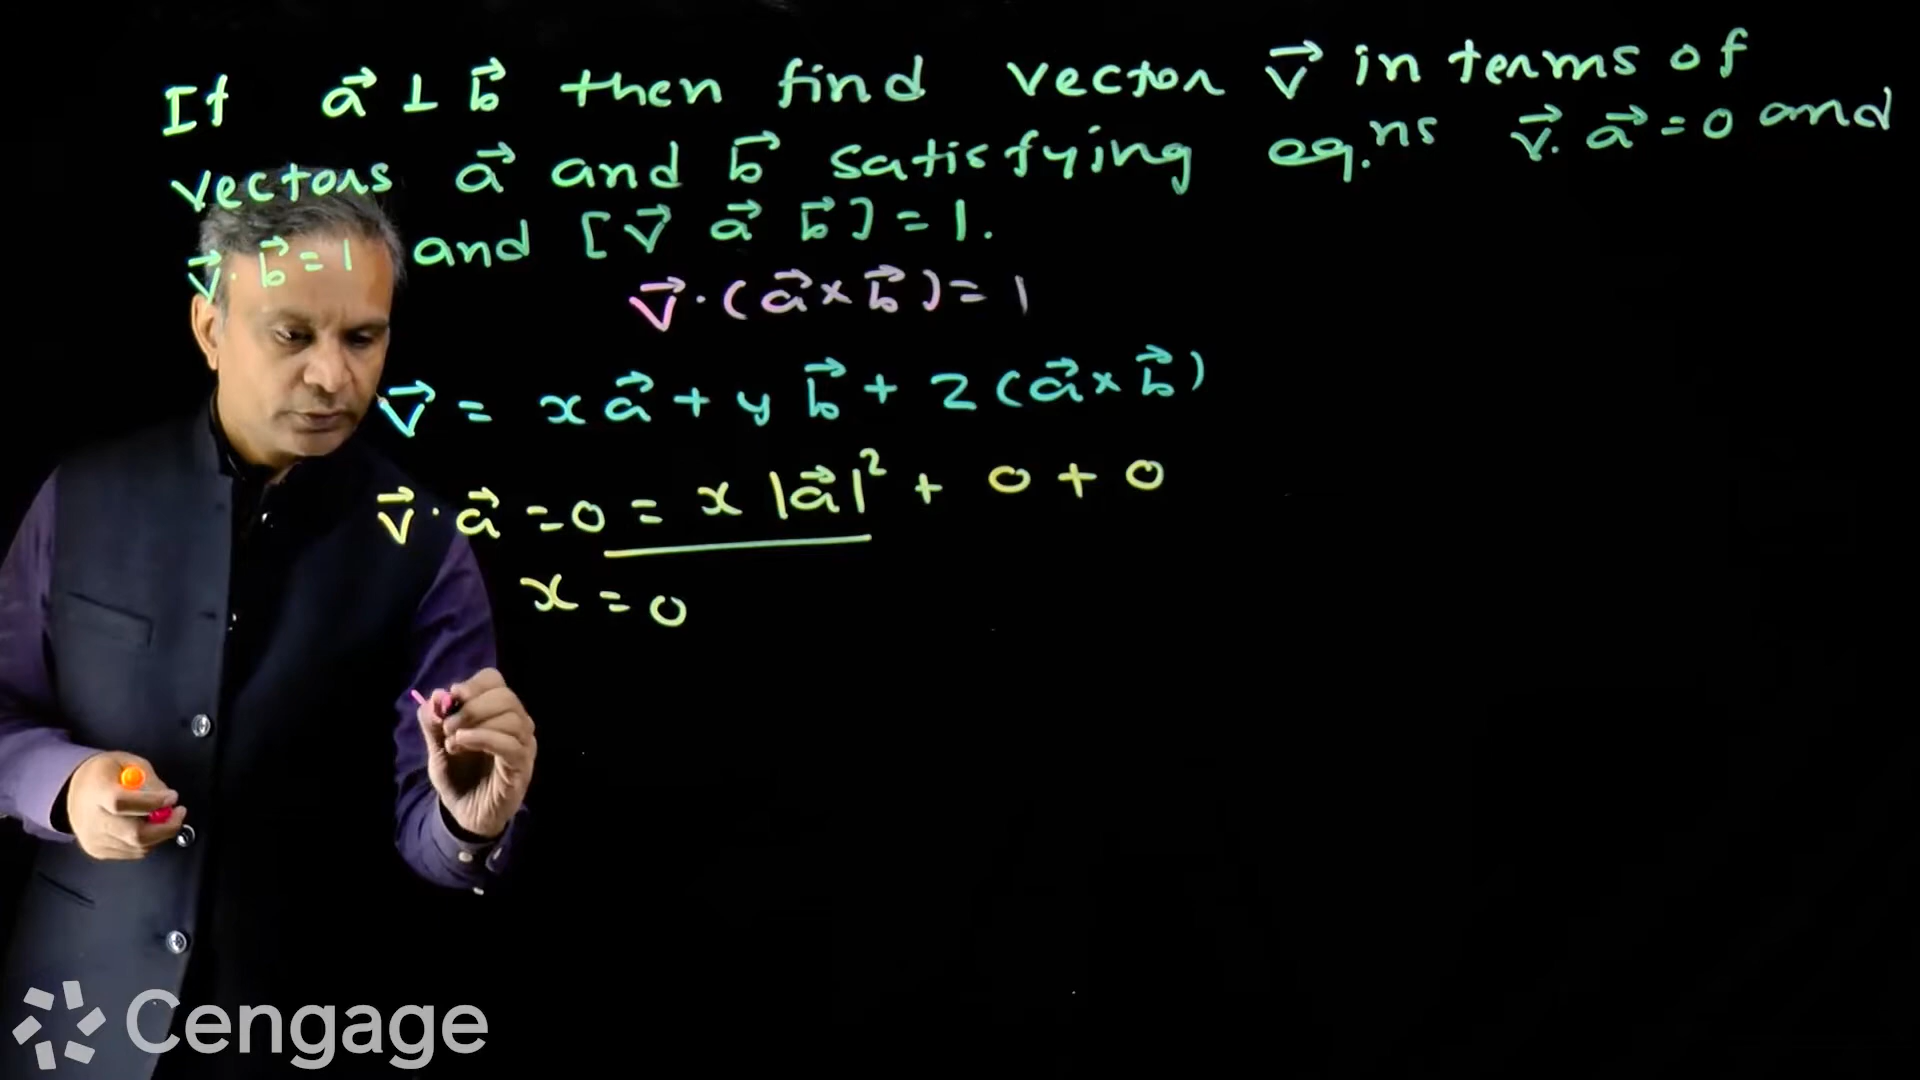 If a⃗ ⊥ b⃗ then find vector v⃗ in terms of
vectors a⃗ and b⃗ satisfying eq.ns v⃗. a⃗ = 0 and
v⃗. b⃗ = 1 and [v⃗ a⃗ b⃗] = 1.
v⃗. (a⃗ × b⃗) = 1
v⃗ = x a⃗ + y b⃗ + z (a⃗ × b⃗)
v⃗. a⃗ = 0 = x |a⃗|² + 0 + 0
x = 0
Cengage